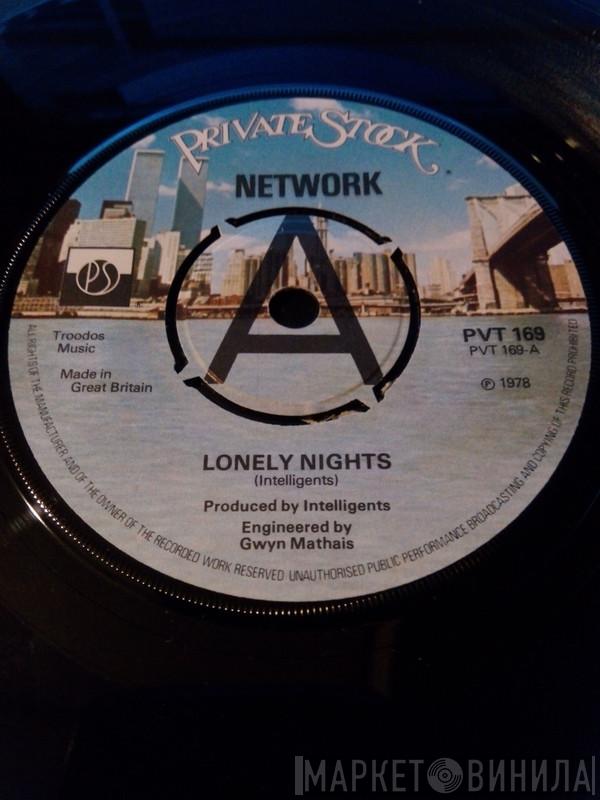 PRIVATE STOCK
NETWORK
A
PS
Troodos
Music
Made in
Great Britain
PVT 169
PVT 169-A
℗ 1978
LONELY NIGHTS
(Intelligents)
Produced by Intelligents
Engineered by
Gwyn Mathais
ALL RIGHTS OF THE MANUFACTURER AND OF THE OWNER OF THE RECORDED WORK RESERVED UNAUTHORISED PUBLIC PERFORMANCE BROADCASTING AND COPYING OF THIS RECORD PROHIBITED
МАРКЕТ ВИНИЛА